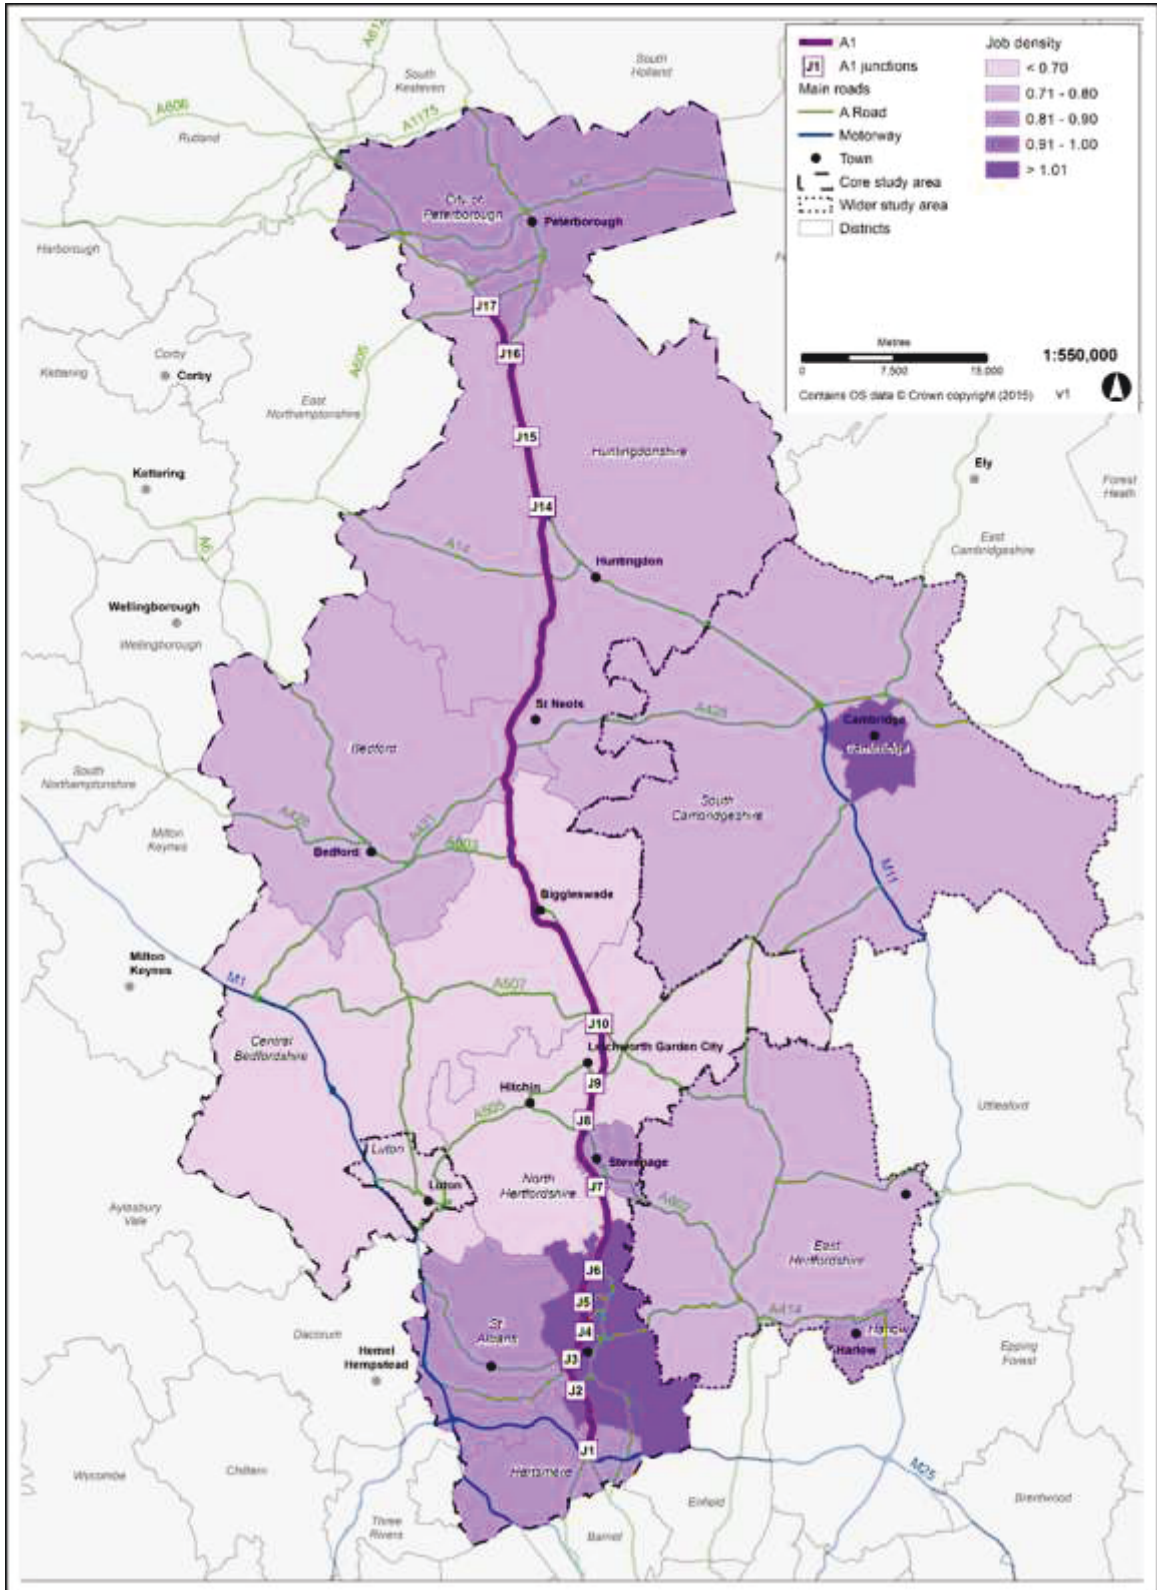 A1
J1
A1 junctions
Main roads
A Road
Motorway
Town
Core study area
Wider study area
Districts
Job density
< 0.70
0.71 - 0.80
0.81 - 0.90
0.91 - 1.00
> 1.01
Metres
0 7,500 15,000
1:550,000
Contains OS data © Crown copyright (2015) v1
South
Kesteven
South
Holland
A606
A1175
Rutland
A47
City of
Peterborough
Peterborough
Harborough
J17
J16
A605
Corby
Corby
Kettering
East
Northamptonshire
J15
Huntingdonshire
Kettering
Ely
Forest
Heath
J14
A14
East
Cambridgeshire
Huntingdon
Wellingborough
Wellingborough
St Neots
A428
Cambridge
Cambridge
Bedford
South
Northamptonshire
South
Cambridgeshire
Milton
Keynes
A421
Bedford
M11
Biggleswade
Milton
Keynes
M1
A507
J10
Central
Bedfordshire
Letchworth Garden City
J9
Hitchin
A505
J8
Uttlesford
Luton
Stevenage
Luton
North
Hertfordshire
J7
A602
Aylesbury
Vale
East
Hertfordshire
J6
J5
A414
St
Albans
J4
Harlow
Harlow
Dacorum
Hemel
Hempstead
J3
J2
Epping
Forest
J1
Hertsmere
M25
Wycombe
Chiltern
Three
Rivers
Barnet
Enfield
Brentwood